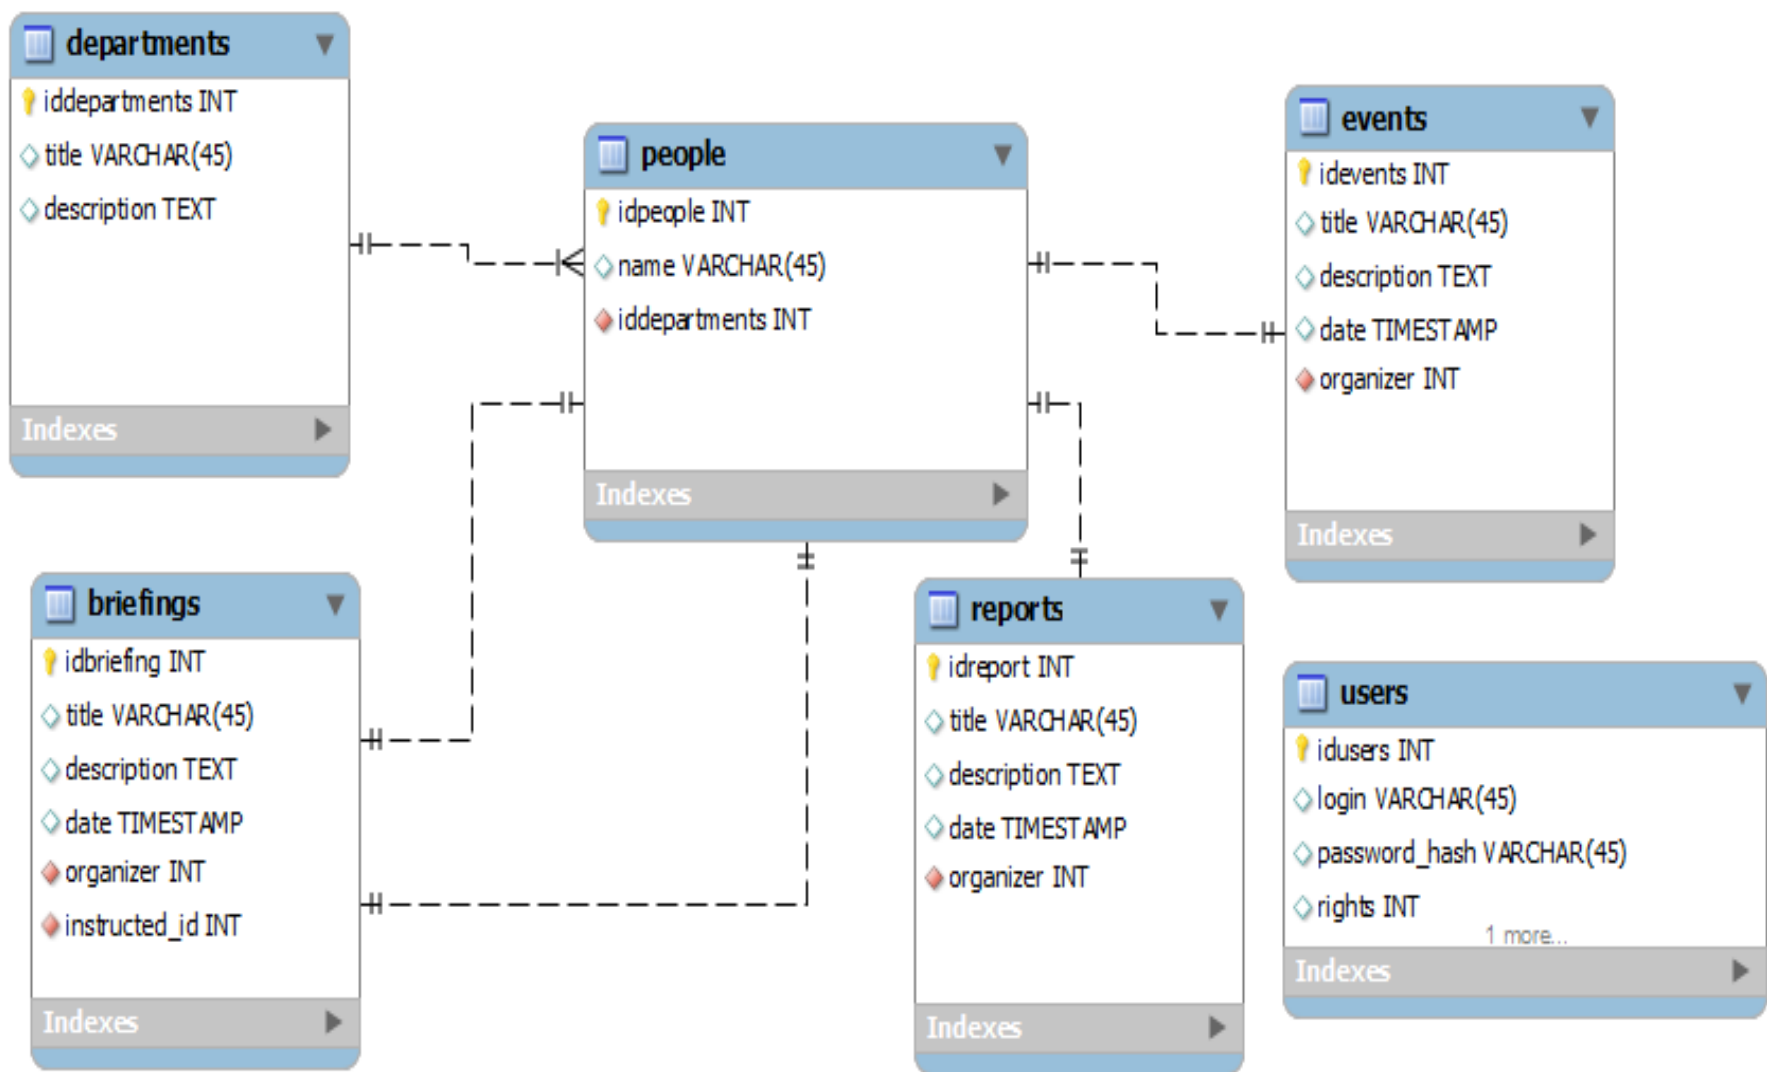 departments
iddepartments INT
title VARCHAR(45)
description TEXT
Indexes
people
idpeople INT
name VARCHAR(45)
iddepartments INT
Indexes
events
idevents INT
title VARCHAR(45)
description TEXT
date TIMESTAMP
organizer INT
Indexes
briefings
idbriefing INT
title VARCHAR(45)
description TEXT
date TIMESTAMP
organizer INT
instructed_id INT
Indexes
reports
idreport INT
title VARCHAR(45)
description TEXT
date TIMESTAMP
organizer INT
Indexes
users
idusers INT
login VARCHAR(45)
password_hash VARCHAR(45)
rights INT
1 more...
Indexes